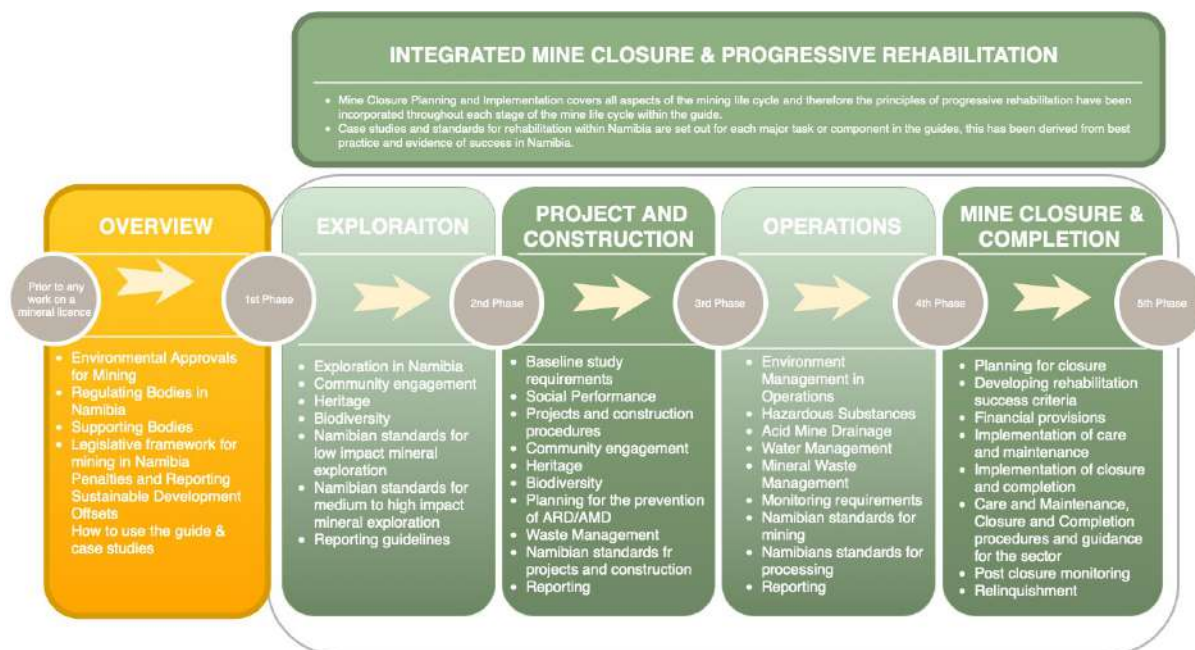 INTEGRATED MINE CLOSURE & PROGRESSIVE REHABILITATION
• Mine Closure Planning and Implementation covers all aspects of the mining life cycle and therefore the principles of progressive rehabilitation have been
incorporated throughout each stage of the mine life cycle within the guide.
• Case studies and standards for rehabilitation within Namibia are set out for each major task or component in the guides, this has been derived from best
practice and evidence of success in Namibia.
OVERVIEW
Prior to any
work on a
mineral licence
• Environmental Approvals
for Mining
• Regulating Bodies in
Namibia
• Supporting Bodies
• Legislative framework for
mining in Namibia
Penalties and Reporting
Sustainable Development
Offsets
How to use the guide &
case studies
1st Phase
EXPLORAITON
• Exploration in Namibia
• Community engagement
• Heritage
• Biodiversity
• Namibian standards for
low impact mineral
exploration
• Namibian standards for
medium to high impact
mineral exploration
• Reporting guidelines
2nd Phase
PROJECT AND
CONSTRUCTION
• Baseline study
requirements
• Social Performance
• Projects and construction
procedures
• Community engagement
• Heritage
• Biodiversity
• Planning for the prevention
of ARD/AMD
• Waste Management
• Namibian standards fr
projects and construction
• Reporting
3rd Phase
OPERATIONS
• Environment
Management in
Operations
• Hazardous Substances
• Acid Mine Drainage
• Water Management
• Mineral Waste
Management
• Monitoring requirements
• Namibian standards for
mining
• Namibians standards for
processing
• Reporting
4th Phase
MINE CLOSURE &
COMPLETION
• Planning for closure
• Developing rehabilitation
success criteria
• Financial provisions
• Implementation of care
and maintenance
• Implementation of closure
and completion
• Care and Maintenance,
Closure and Completion
procedures and guidance
for the sector
• Post closure monitoring
• Relinquishment
5th Phase